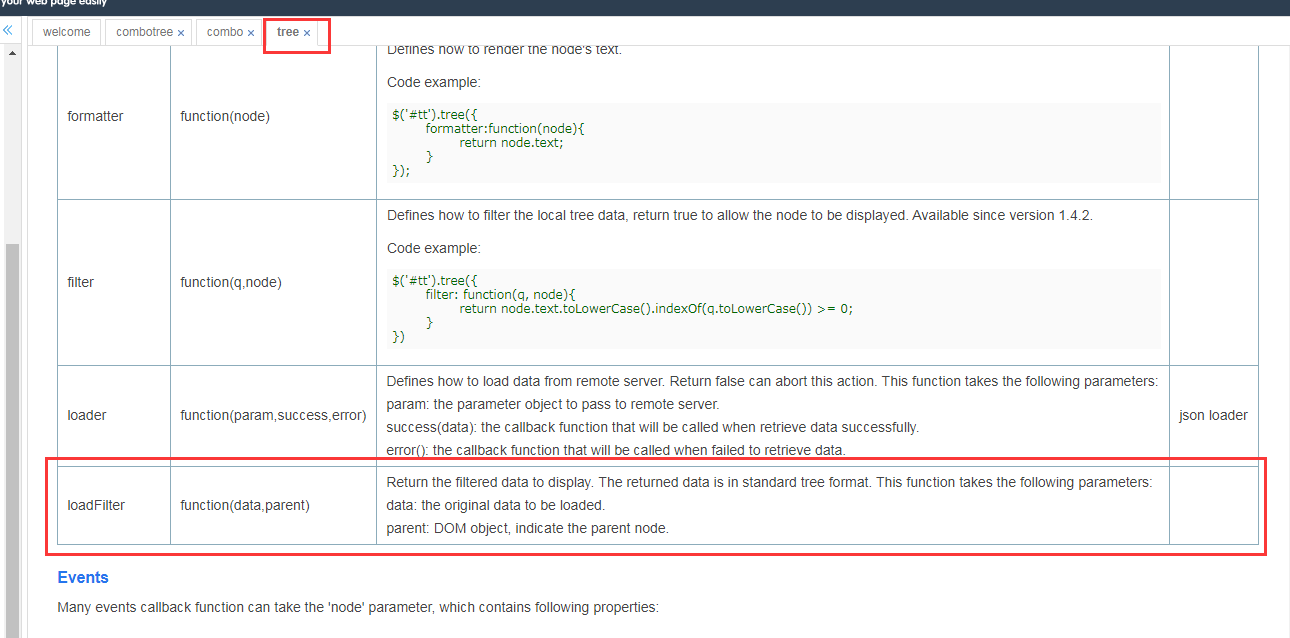 your web page easily
welcome combotree × combo × tree ×
Defines how to render the node's text.
Code example:
formatter function(node)
$('#tt').tree({
formatter:function(node){
return node.text;
}
});
Defines how to filter the local tree data, return true to allow the node to be displayed. Available since version 1.4.2.
Code example:
filter function(q,node)
$('#tt').tree({
filter: function(q, node){
return node.text.toLowerCase().indexOf(q.toLowerCase()) >= 0;
}
})
loader function(param,success,error) json loader
Defines how to load data from remote server. Return false can abort this action. This function takes the following parameters:
param: the parameter object to pass to remote server.
success(data): the callback function that will be called when retrieve data successfully.
error(): the callback function that will be called when failed to retrieve data.
loadFilter function(data,parent)
Return the filtered data to display. The returned data is in standard tree format. This function takes the following parameters:
data: the original data to be loaded.
parent: DOM object, indicate the parent node.
Events
Many events callback function can take the 'node' parameter, which contains following properties: